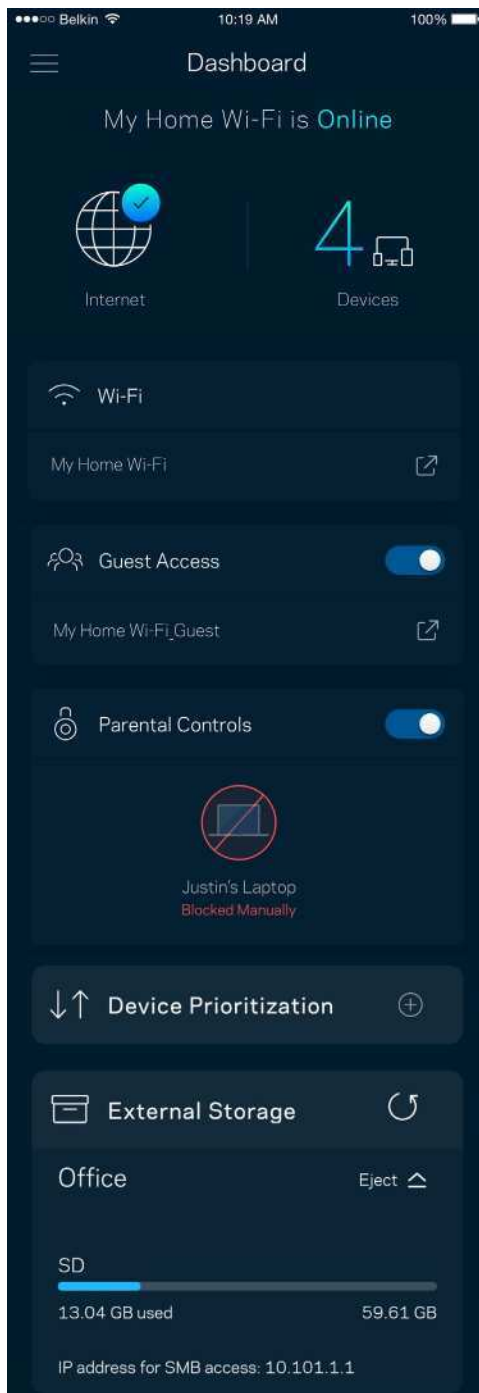 Belkin 10:19 AM 100%
Dashboard
My Home Wi-Fi is Online
4
Internet Devices
Wi-Fi
My Home Wi-Fi
Guest Access
My Home Wi-Fi_Guest
Parental Controls
Justin's Laptop
Blocked Manually
Device Prioritization
External Storage
Office Eject
SD
13.04 GB used 59.61 GB
IP address for SMB access: 10.101.1.1